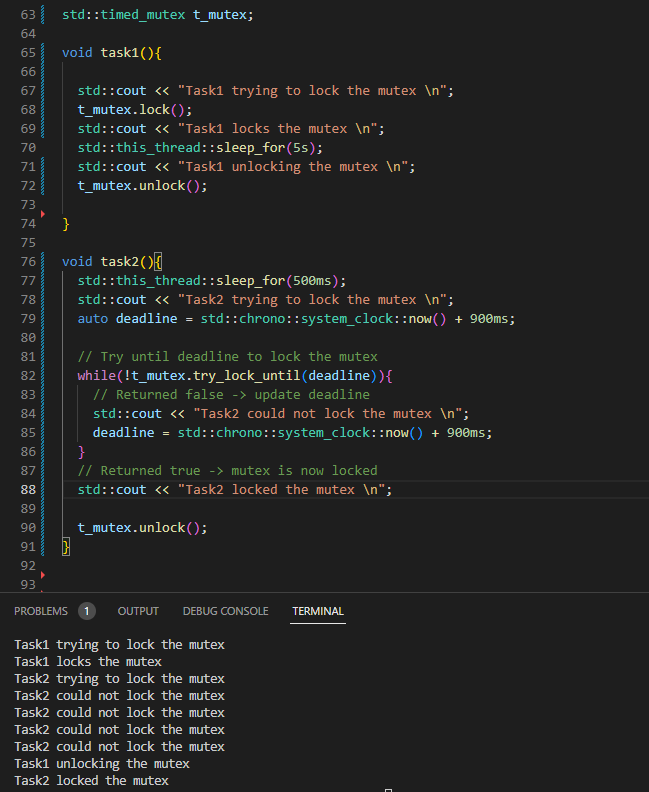 63 std::timed_mutex t_mutex;
64
65 void task1(){
66
67 std::cout << "Task1 trying to lock the mutex \n";
68 t_mutex.lock();
69 std::cout << "Task1 locks the mutex \n";
70 std::this_thread::sleep_for(5s);
71 std::cout << "Task1 unlocking the mutex \n";
72 t_mutex.unlock();
73
74 }
75
76 void task2(){
77 std::this_thread::sleep_for(500ms);
78 std::cout << "Task2 trying to lock the mutex \n";
79 auto deadline = std::chrono::system_clock::now() + 900ms;
80
81 // Try until deadline to lock the mutex
82 while(!t_mutex.try_lock_until(deadline)){
83 // Returned false -> update deadline
84 std::cout << "Task2 could not lock the mutex \n";
85 deadline = std::chrono::system_clock::now() + 900ms;
86 }
87 // Returned true -> mutex is now locked
88 std::cout << "Task2 locked the mutex \n";
89
90 t_mutex.unlock();
91 }
92
93
PROBLEMS 1 OUTPUT DEBUG CONSOLE TERMINAL
Task1 trying to lock the mutex
Task1 locks the mutex
Task2 trying to lock the mutex
Task2 could not lock the mutex
Task2 could not lock the mutex
Task2 could not lock the mutex
Task2 could not lock the mutex
Task1 unlocking the mutex
Task2 locked the mutex